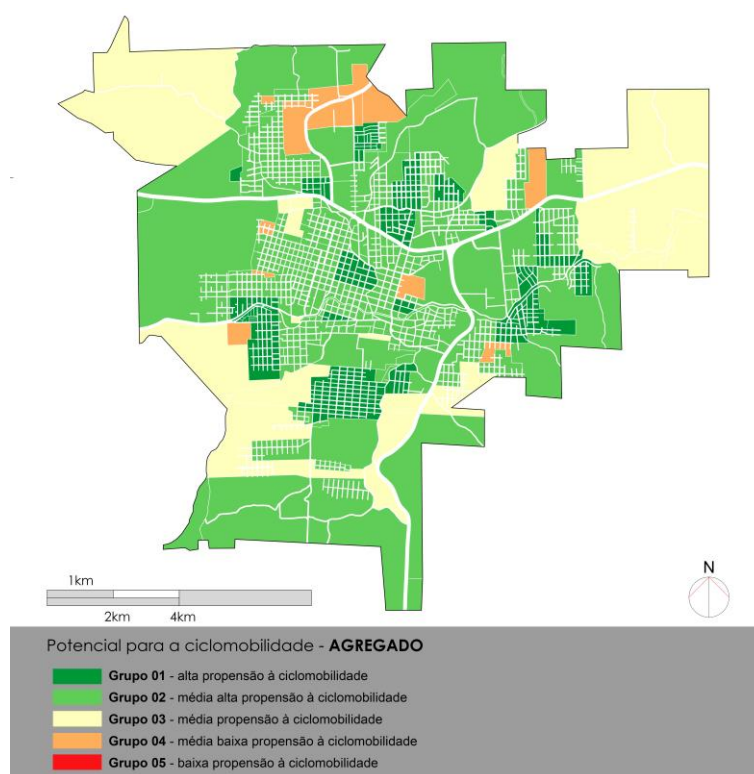 1km
2km 4km
N
Potencial para a ciclomobilidade - AGREGADO
Grupo 01 - alta propensão à ciclomobilidade
Grupo 02 - média alta propensão à ciclomobilidade
Grupo 03 - média propensão à ciclomobilidade
Grupo 04 - média baixa propensão à ciclomobilidade
Grupo 05 - baixa propensão à ciclomobilidade